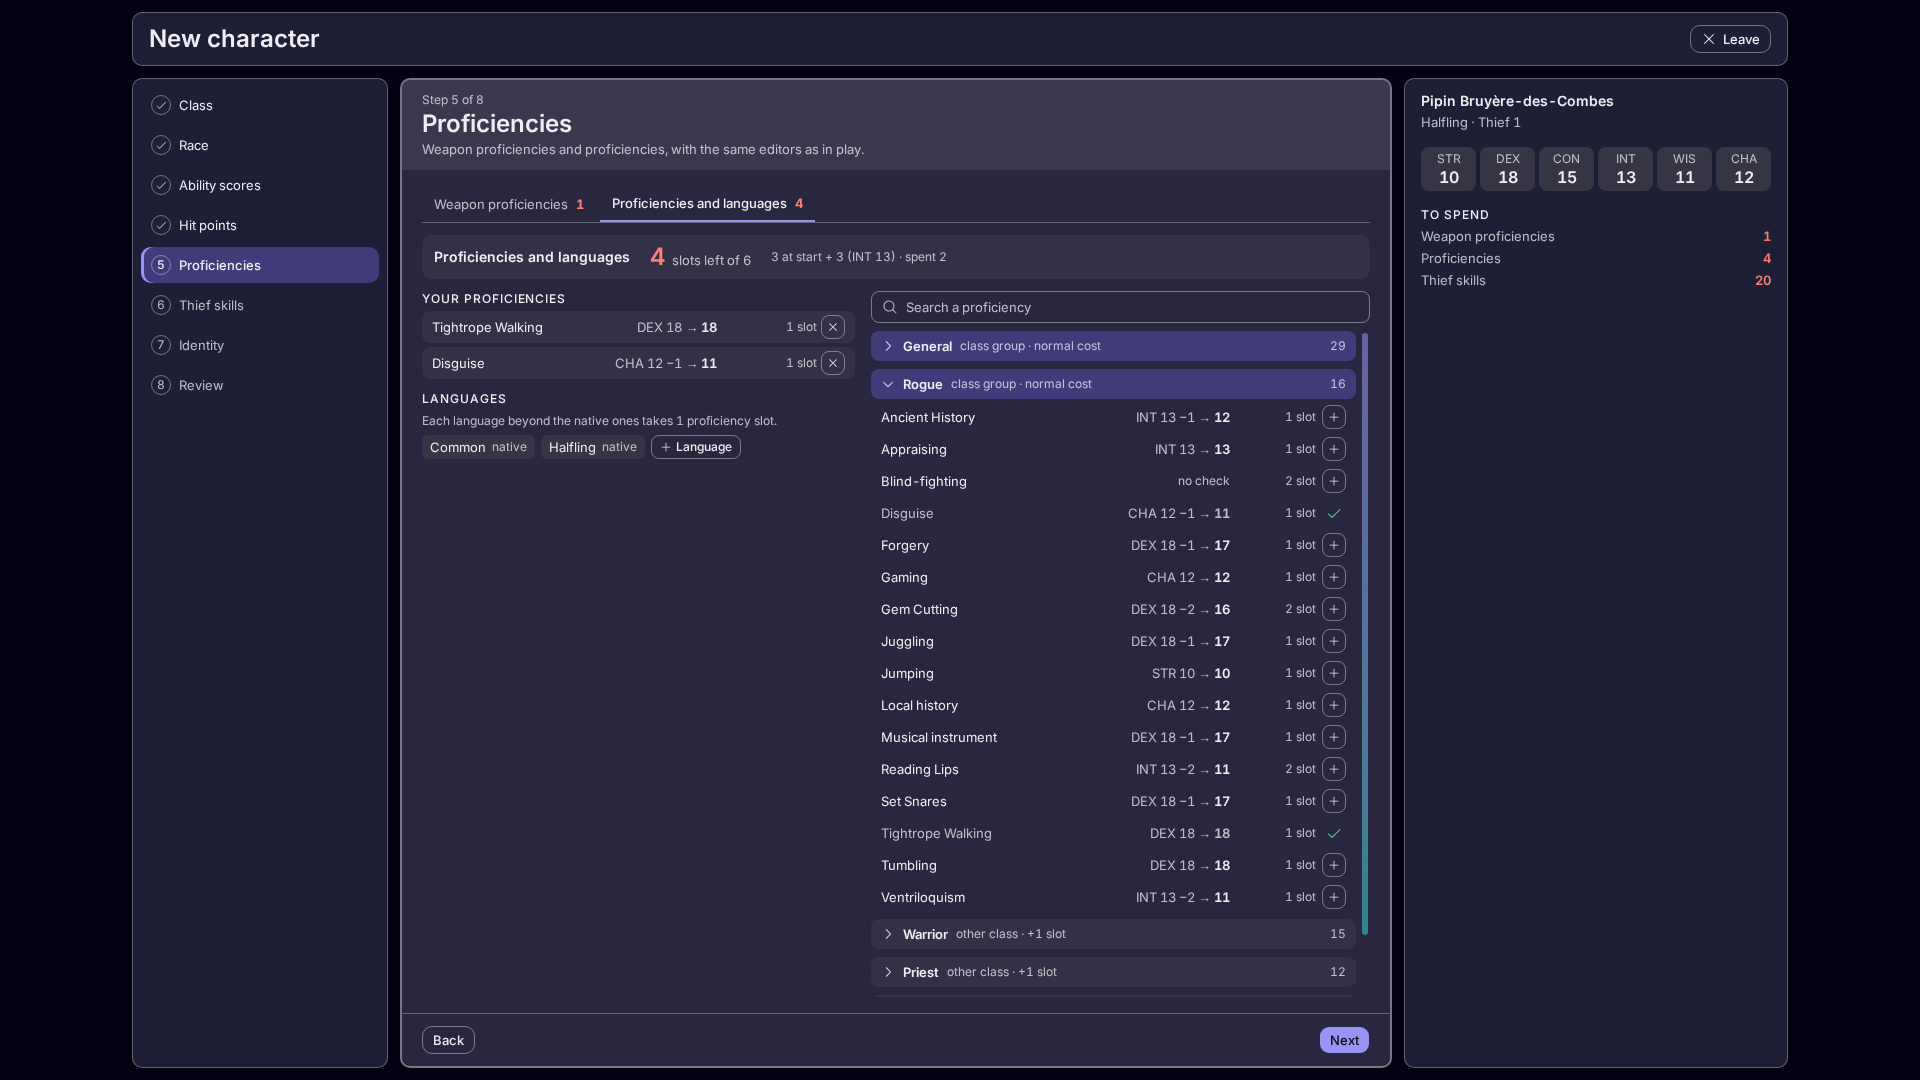 New character
Leave
Class
Race
Ability scores
Hit points
5 Proficiencies
6 Thief skills
7 Identity
8 Review
Step 5 of 8
Proficiencies
Weapon proficiencies and proficiencies, with the same editors as in play.
Weapon proficiencies 1 Proficiencies and languages 4
Proficiencies and languages 4 slots left of 6 3 at start + 3 (INT 13) · spent 2
YOUR PROFICIENCIES
Tightrope Walking DEX 18 → 18 1 slot
Disguise CHA 12 −1 → 11 1 slot
LANGUAGES
Each language beyond the native ones takes 1 proficiency slot.
Common native Halfling native + Language
Search a proficiency
General class group · normal cost 29
Rogue class group · normal cost 16
Ancient History INT 13 −1 → 12 1 slot
Appraising INT 13 → 13 1 slot
Blind-fighting no check 2 slot
Disguise CHA 12 −1 → 11 1 slot
Forgery DEX 18 −1 → 17 1 slot
Gaming CHA 12 → 12 1 slot
Gem Cutting DEX 18 −2 → 16 2 slot
Juggling DEX 18 −1 → 17 1 slot
Jumping STR 10 → 10 1 slot
Local history CHA 12 → 12 1 slot
Musical instrument DEX 18 −1 → 17 1 slot
Reading Lips INT 13 −2 → 11 2 slot
Set Snares DEX 18 −1 → 17 1 slot
Tightrope Walking DEX 18 → 18 1 slot
Tumbling DEX 18 → 18 1 slot
Ventriloquism INT 13 −2 → 11 1 slot
Warrior other class · +1 slot 15
Priest other class · +1 slot 12
Back
Next
Pipin Bruyère-des-Combes
Halfling · Thief 1
STR DEX CON INT WIS CHA
10 18 15 13 11 12
TO SPEND
Weapon proficiencies 1
Proficiencies 4
Thief skills 20